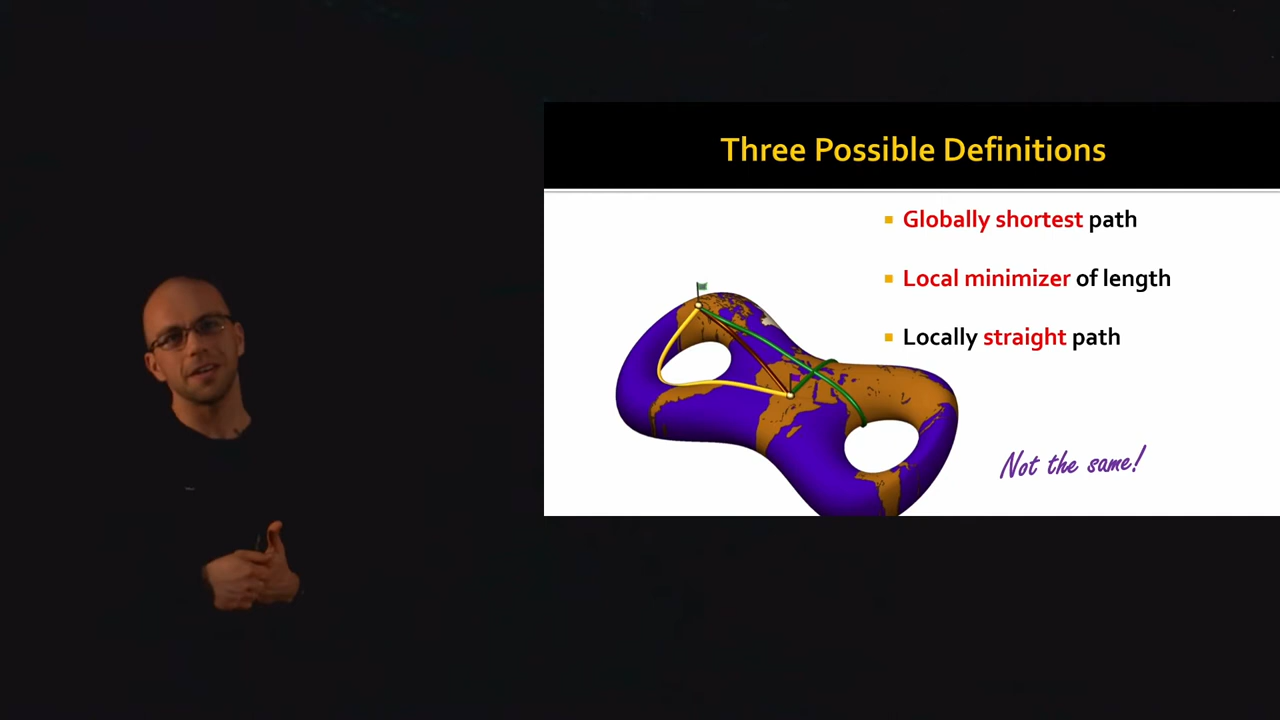 Three Possible Definitions
Globally shortest path
Local minimizer of length
Locally straight path
Not the same!